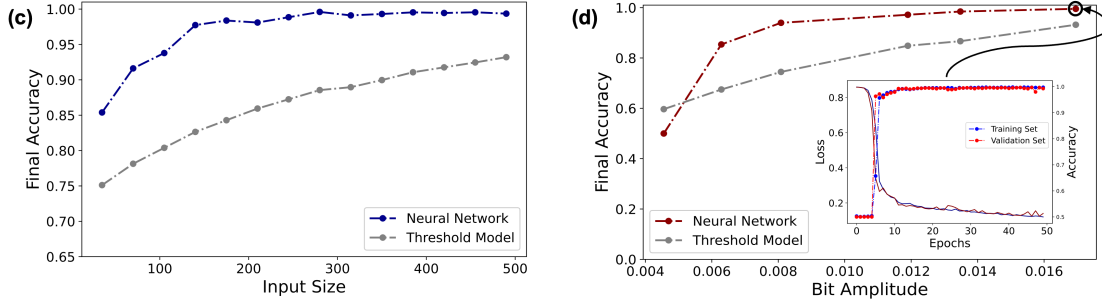 (c)
Final Accuracy
1.00
0.95
0.90
0.85
0.80
0.75
0.70
0.65
100
200
300
400
500
Input Size
Neural Network
Threshold Model
(d)
Final Accuracy
1.0
0.8
0.6
0.4
0.2
0.0
0.004
0.006
0.008
0.010
0.012
0.014
0.016
Bit Amplitude
Neural Network
Threshold Model
Loss
0.8
0.6
0.4
0.2
0
10
20
30
40
50
Epochs
1.0
0.9
0.8
0.7
0.6
0.5
Accuracy
Training Set
Validation Set